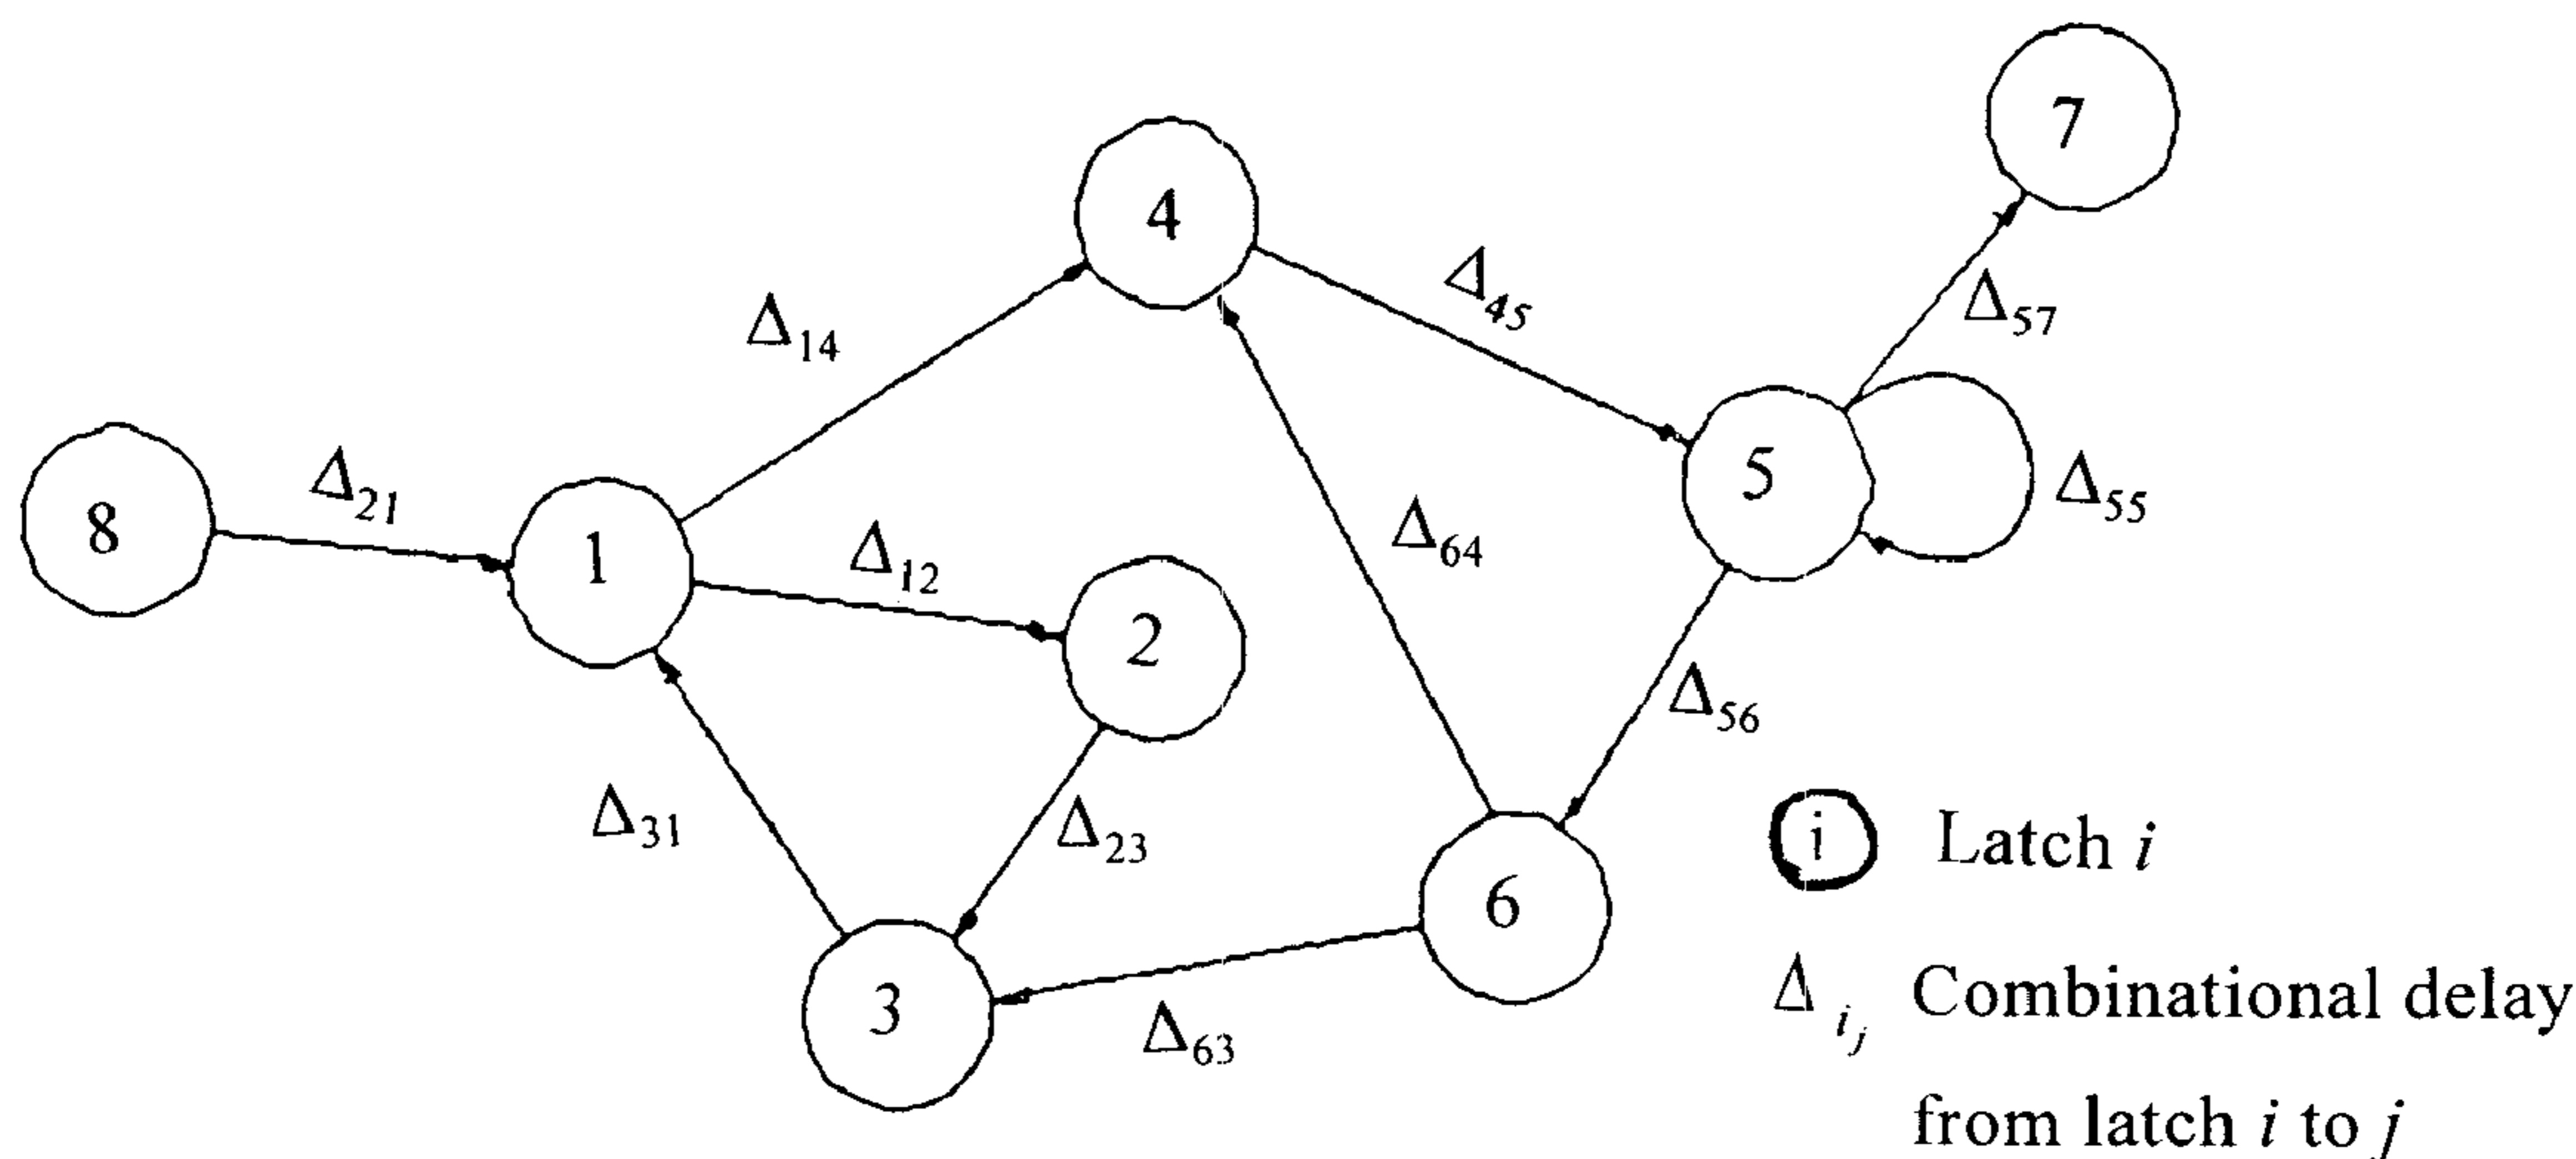 7
4
Δ45
Δ57
Δ14
5
Δ55
8
Δ21
1
Δ12
Δ64
2
Δ56
Δ31
Δ23
6
3
Δ63
i Latch i
Δij Combinational delay
from latch i to j